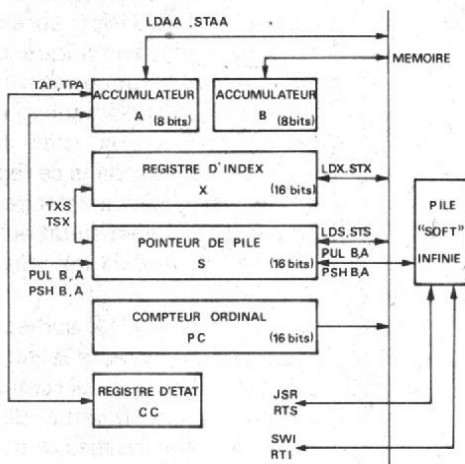 LDAA ,STAA
MEMOIRE
TAP,TPA
ACCUMULATEUR
A (8 bits)
ACCUMULATEUR
B (8bits)
REGISTRE D'INDEX
X (16 bits)
LDX.STX
TXS
TSX
POINTEUR DE PILE
S (16 bits)
LDS,STS
PUL B,A
PSH B,A
PUL B,A
PSH B,A
PILE
"SOFT"
INFINIE
COMPTEUR ORDINAL
PC (16 bits)
REGISTRE D'ETAT
CC
JSR
RTS
SWI
RTI